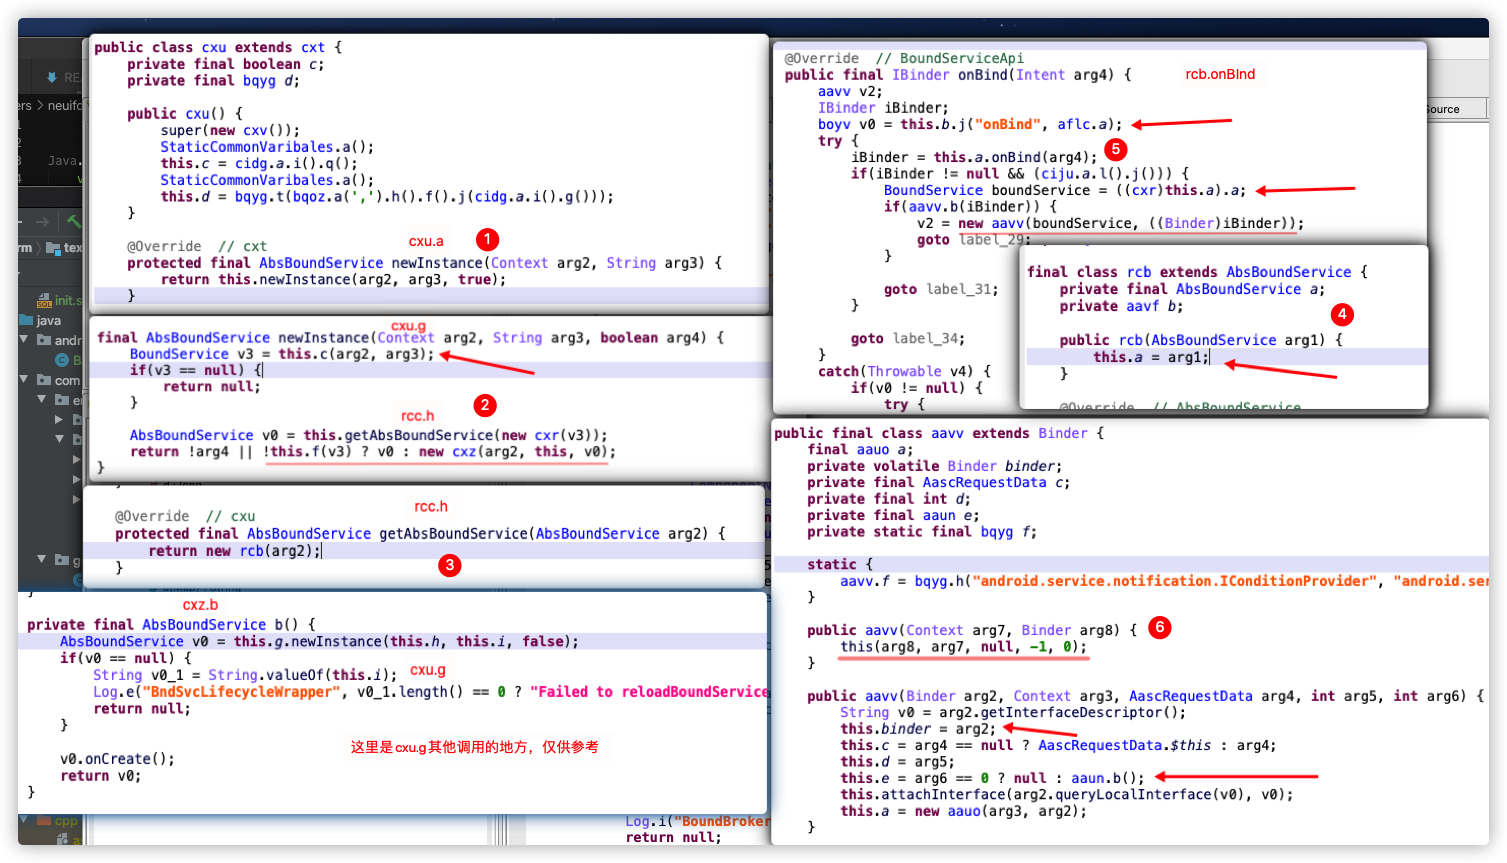 public class cxu extends cxt {
private final boolean c;
private final bqyg d;
public cxu() {
super(new cxv());
StaticCommonVaribales.a();
this.c = cidg.a.i().q();
StaticCommonVaribales.a();
this.d = bqyg.t(bqoz.a(',').h().f().j(cidg.a.i().g()));
}
cxu.a
1
@Override // cxt
protected final AbsBoundService newInstance(Context arg2, String arg3) {
return this.newInstance(arg2, arg3, true);
}
cxu.g
final AbsBoundService newInstance(Context arg2, String arg3, boolean arg4) {
BoundService v3 = this.c(arg2, arg3);
if(v3 == null) {
return null;
}
rcc.h
2
AbsBoundService v0 = this.getAbsBoundService(new cxr(v3));
return !arg4 || !this.f(v3) ? v0 : new cxz(arg2, this, v0);
}
rcc.h
@Override // cxu
protected final AbsBoundService getAbsBoundService(AbsBoundService arg2) {
return new rcb(arg2);
}
3
}
cxz.b
private final AbsBoundService b() {
AbsBoundService v0 = this.g.newInstance(this.h, this.i, false);
if(v0 == null) {
String v0_1 = String.valueOf(this.i);
cxu.g
Log.e("BndSvcLifecycleWrapper", v0_1.length() == 0 ? "Failed to reloadBoundService
return null;
}
这里是cxu.g其他调用的地方，仅供参考
v0.onCreate();
return v0;
}
@Override // BoundServiceApi
public final IBinder onBind(Intent arg4) {
rcb.onBInd
aavv v2;
IBinder iBinder;
boyv v0 = this.b.j("onBind", aflc.a);
try {
5
iBinder = this.a.onBind(arg4);
if(iBinder != null && (ciju.a.l().j())) {
BoundService boundService = ((cxr)this.a).a;
if(aavv.b(iBinder)) {
v2 = new aavv(boundService, ((Binder)iBinder));
goto label_29;
}
goto label_31;
}
goto label_34;
}
catch(Throwable v4) {
if(v0 != null) {
try {
final class rcb extends AbsBoundService {
private final AbsBoundService a;
private aavf b;
4
public rcb(AbsBoundService arg1) {
this.a = arg1;
}
@Override // AbsBoundService
public final class aavv extends Binder {
final aauo a;
private volatile Binder binder;
private final AascRequestData c;
private final int d;
private final aaun e;
private static final bqyg f;
static {
aavv.f = bqyg.h("android.service.notification.IConditionProvider", "android.ser
}
public aavv(Context arg7, Binder arg8) {
6
this(arg8, arg7, null, -1, 0);
}
public aavv(Binder arg2, Context arg3, AascRequestData arg4, int arg5, int arg6) {
String v0 = arg2.getInterfaceDescriptor();
this.binder = arg2;
this.c = arg4 == null ? AascRequestData.$this : arg4;
this.d = arg5;
this.e = arg6 == 0 ? null : aaun.b();
this.attachInterface(arg2.queryLocalInterface(v0), v0);
this.a = new aauo(arg3, arg2);
}
Log.i("BoundBroker
return null;
ers > neuifo
Java.
rm
tex
init.s
java
andr
com
cpp
ource